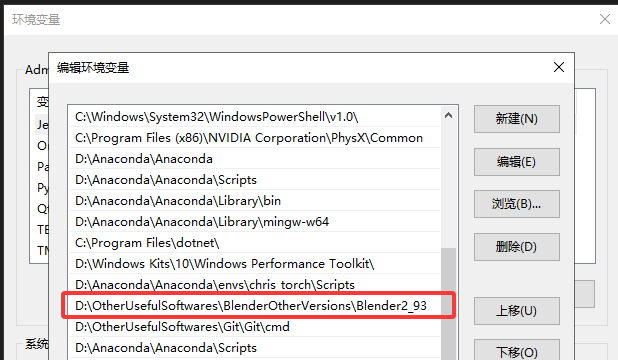 环境变量
Adm
编辑环境变量
变
C:\Windows\System32\WindowsPowerShell\v1.0\
新建(N)
Je
C:\Program Files (x86)\NVIDIA Corporation\PhysX\Common
On
D:\Anaconda\Anaconda
编辑(E)
Pa
D:\Anaconda\Anaconda\Scripts
Py
D:\Anaconda\Anaconda\Library\bin
浏览(B)...
Qt
D:\Anaconda\Anaconda\Library\mingw-w64
TE
C:\Program Files\dotnet\
删除(D)
TM
D:\Windows Kits\10\Windows Performance Toolkit\
D:\Anaconda\Anaconda\envs\chris torch\Scripts
D:\OtherUsefulSoftwares\BlenderOtherVersions\Blender2_93
上移(U)
D:\OtherUsefulSoftwares\Git\Git\cmd
系统
D:\Anaconda\Anaconda\Scripts
下移(O)